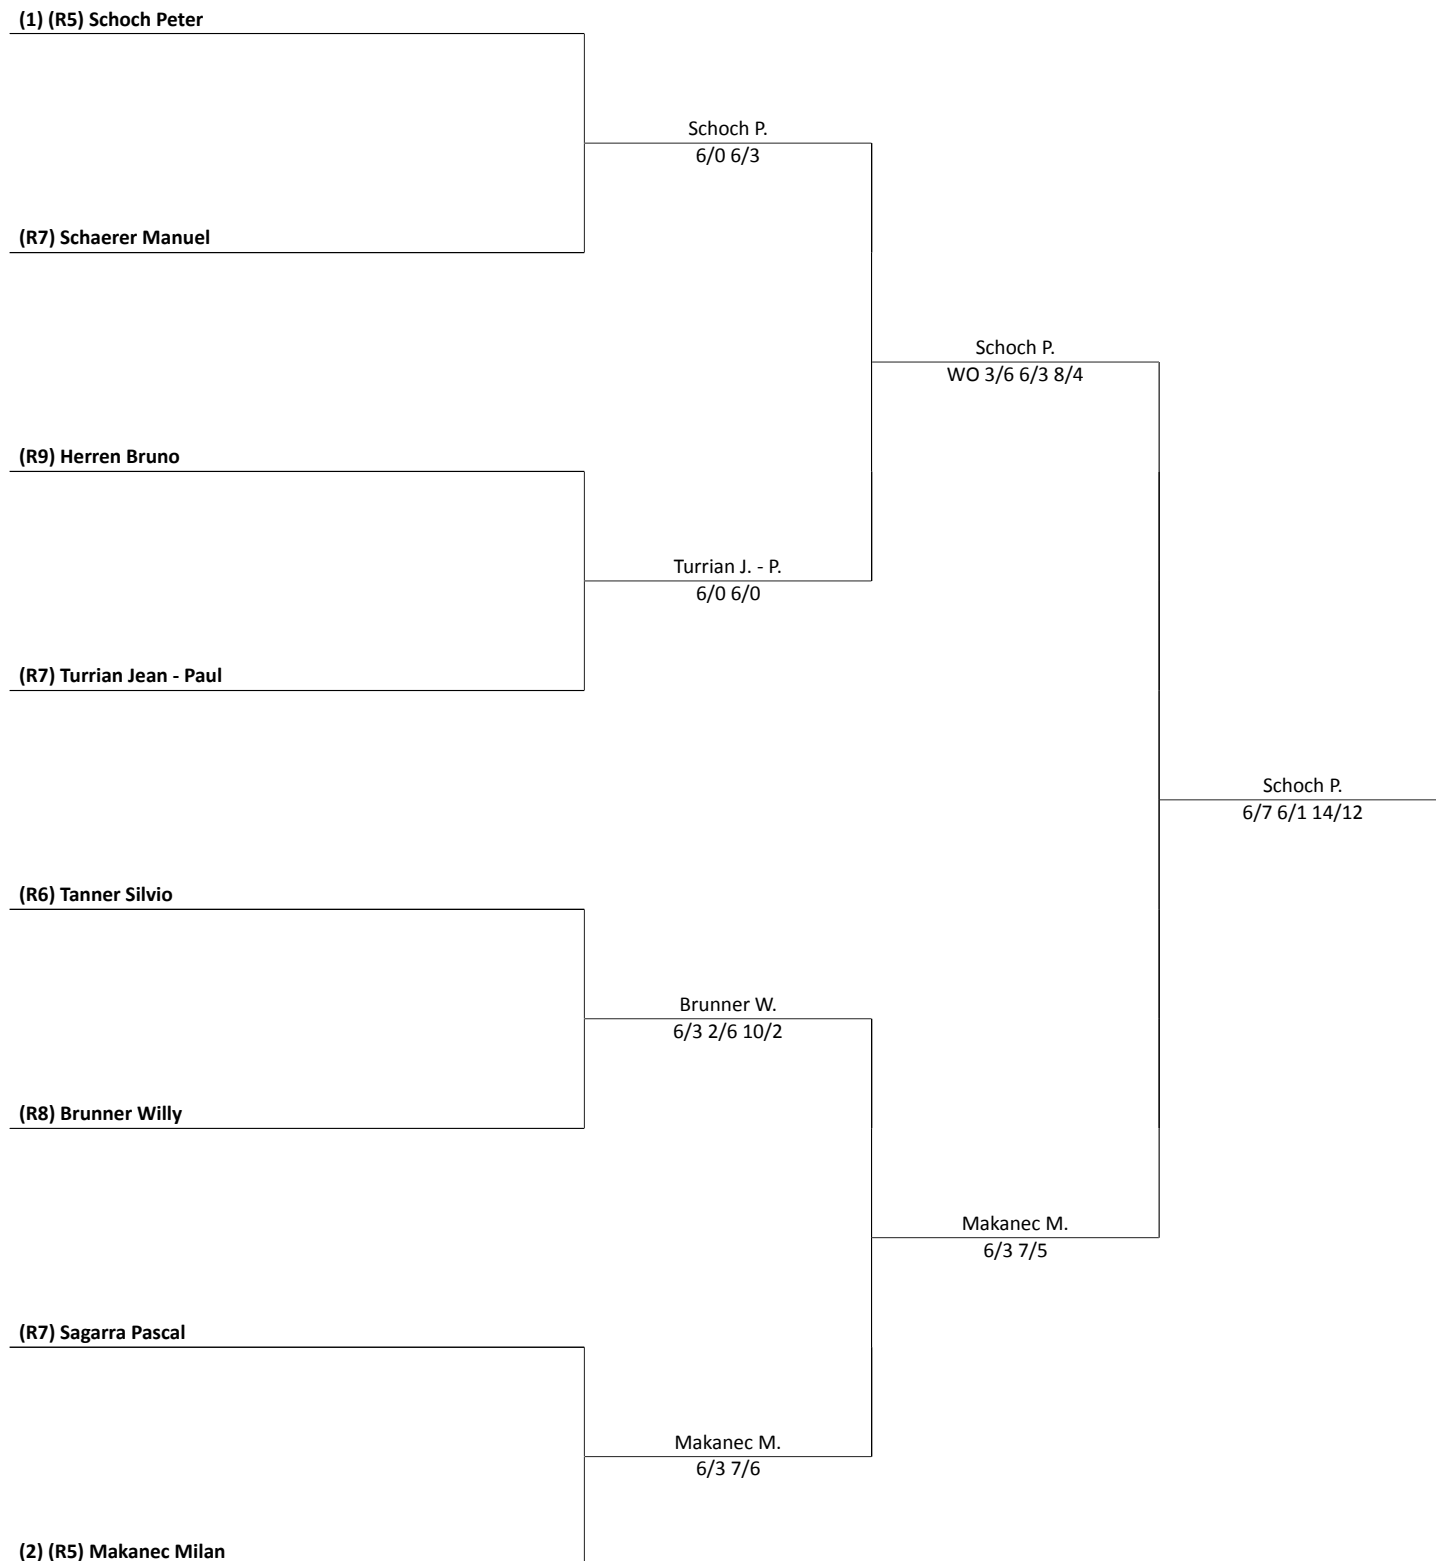 (1) (R5) Schoch Peter
Schoch P.
6/0 6/3
(R7) Schaerer Manuel
Schoch P.
WO 3/6 6/3 8/4
(R9) Herren Bruno
Turrian J. - P.
6/0 6/0
(R7) Turrian Jean - Paul
Schoch P.
6/7 6/1 14/12
(R6) Tanner Silvio
Brunner W.
6/3 2/6 10/2
(R8) Brunner Willy
Makanec M.
6/3 7/5
(R7) Sagarra Pascal
Makanec M.
6/3 7/6
(2) (R5) Makanec Milan